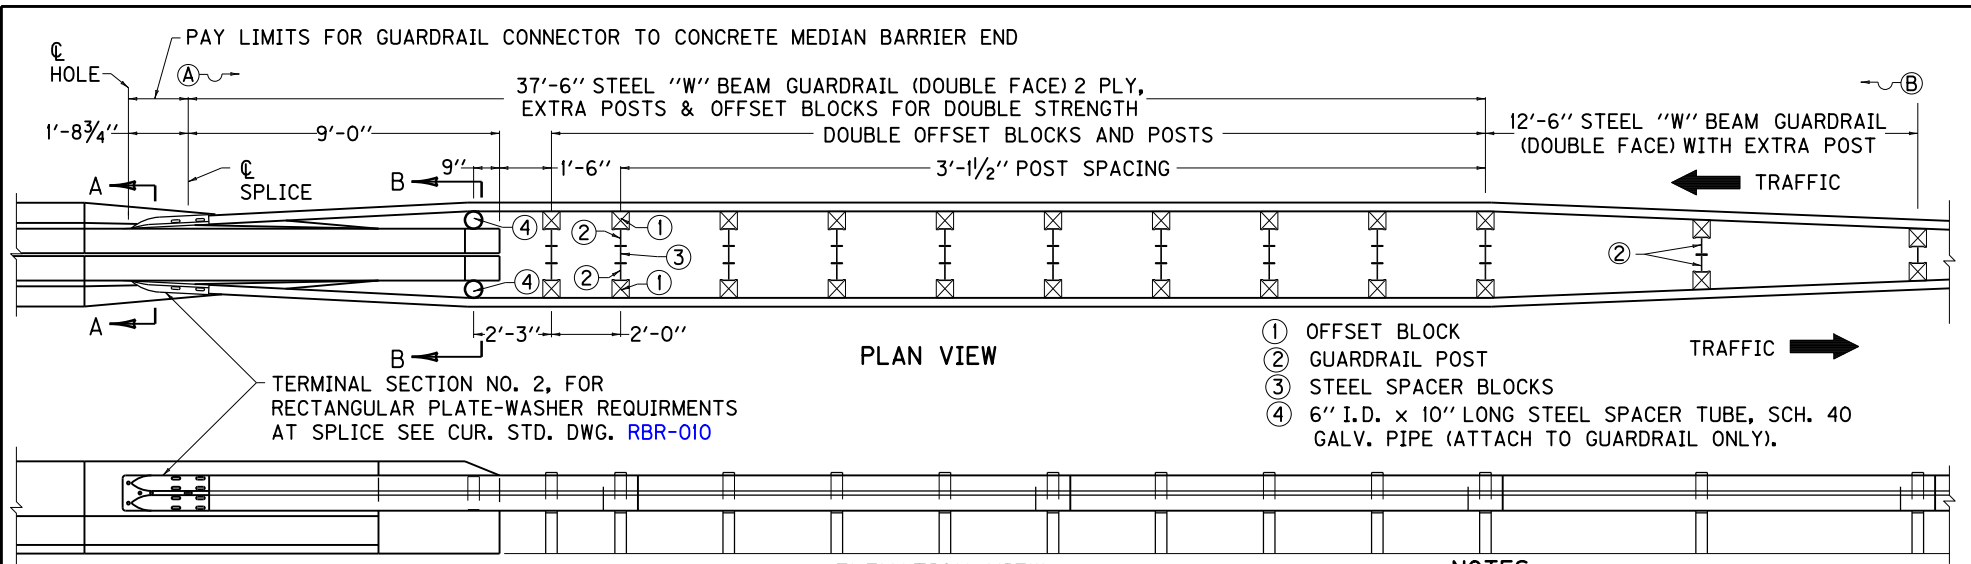 PAY LIMITS FOR GUARDRAIL CONNECTOR TO CONCRETE MEDIAN BARRIER END
℄
HOLE
A
37'-6" STEEL "W" BEAM GUARDRAIL (DOUBLE FACE) 2 PLY,
EXTRA POSTS & OFFSET BLOCKS FOR DOUBLE STRENGTH
B
1'-8¾"
9'-0"
DOUBLE OFFSET BLOCKS AND POSTS
12'-6" STEEL "W" BEAM GUARDRAIL
(DOUBLE FACE) WITH EXTRA POST
℄
SPLICE
9"
1'-6"
3'-1½" POST SPACING
A
B
TRAFFIC
4
2
1
3
2
4
2
1
A
B
2'-3"
2'-0"
PLAN VIEW
TRAFFIC
1 OFFSET BLOCK
2 GUARDRAIL POST
3 STEEL SPACER BLOCKS
4 6" I.D. x 10" LONG STEEL SPACER TUBE, SCH. 40
GALV. PIPE (ATTACH TO GUARDRAIL ONLY).
TERMINAL SECTION NO. 2, FOR
RECTANGULAR PLATE-WASHER REQUIRMENTS
AT SPLICE SEE CUR. STD. DWG. RBR-010